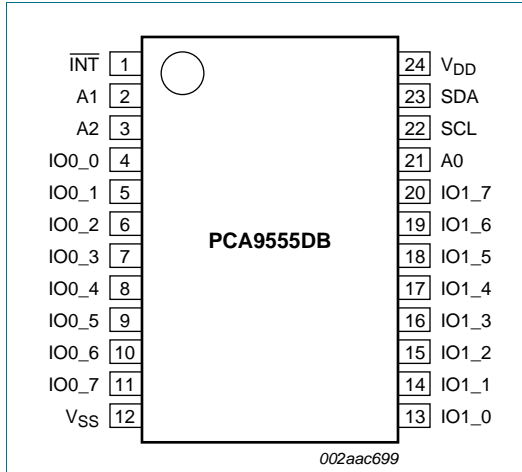 INT 1 24 VDD
A1 2 23 SDA
A2 3 22 SCL
IO0_0 4 21 A0
IO0_1 5 20 IO1_7
IO0_2 6 19 IO1_6
PCA9555DB
IO0_3 7 18 IO1_5
IO0_4 8 17 IO1_4
IO0_5 9 16 IO1_3
IO0_6 10 15 IO1_2
IO0_7 11 14 IO1_1
VSS 12 13 IO1_0
002aac699